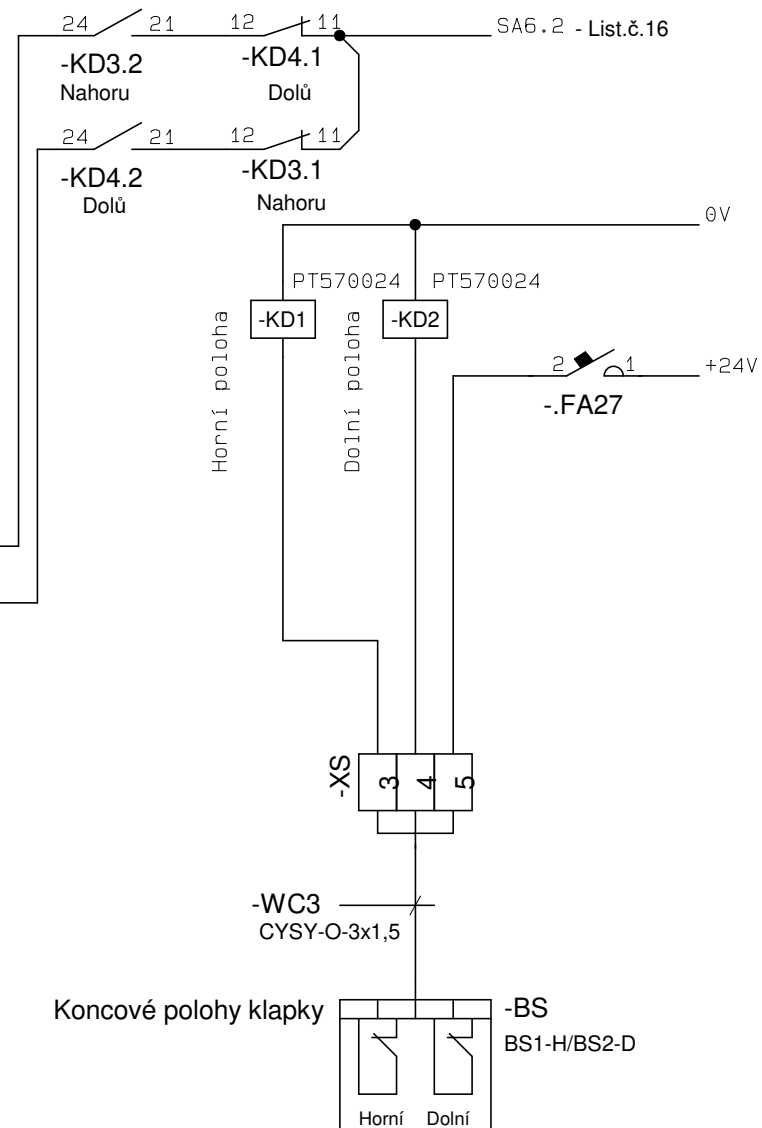 24 21 12 11 SA6.2 - List.č.16
-KD3.2 -KD4.1
Nahoru Dolů
24 21 12 11
-KD4.2 -KD3.1
Dolů Nahoru
0V
PT570024 PT570024
-KD1 -KD2
Horní poloha
Dolní poloha
2 1 +24V
-.FA27
-XS 3 4 5
-WC3
CYSY-O-3x1,5
Koncové polohy klapky -BS
BS1-H/BS2-D
Horní Dolní